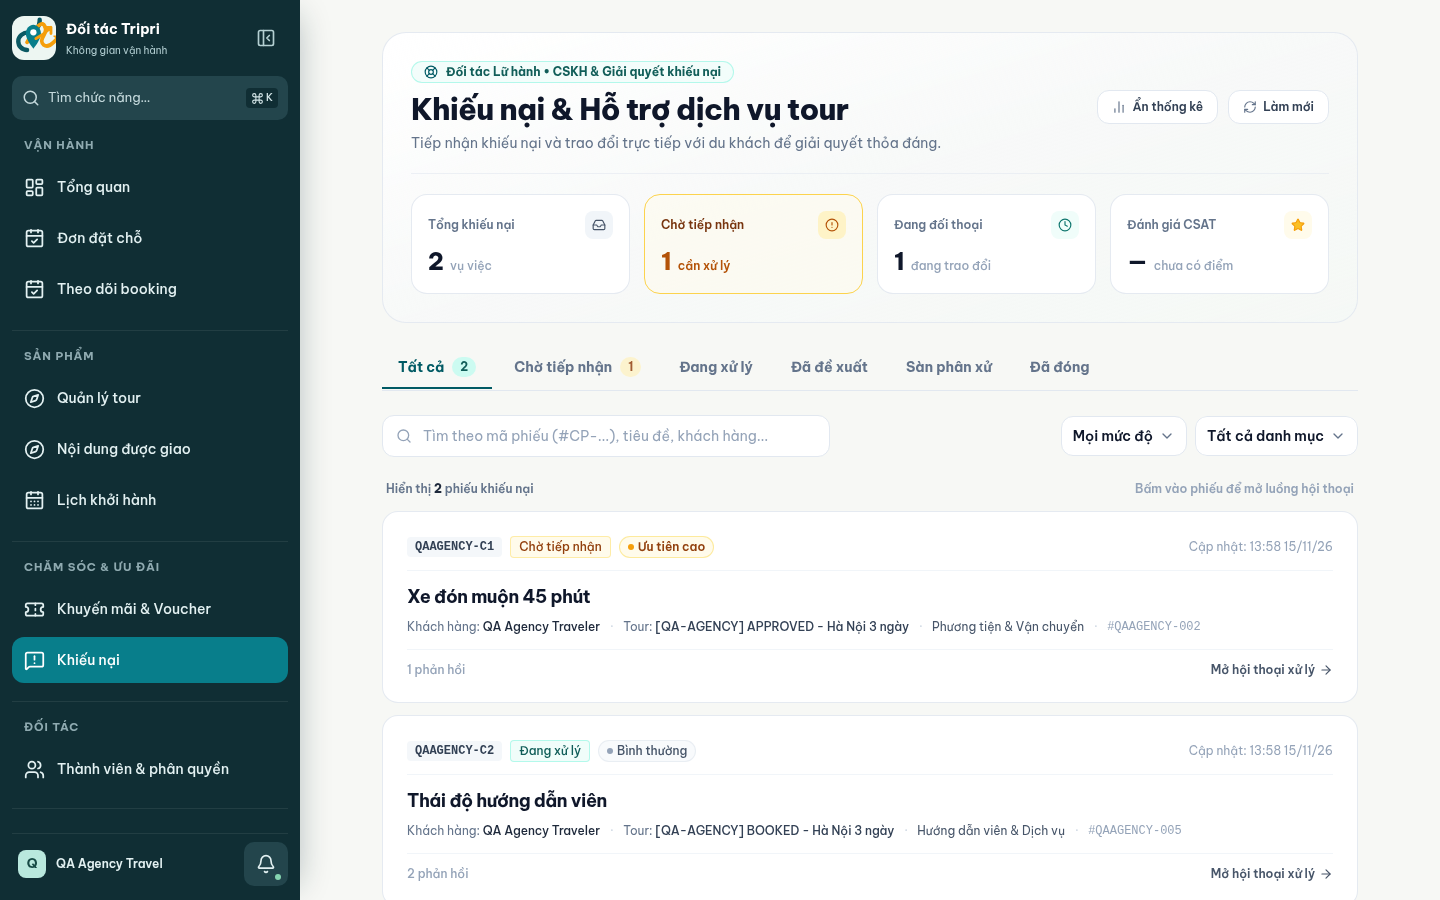 Đối tác Tripri
Không gian vận hành
Tìm chức năng...
⌘ K
VẬN HÀNH
Tổng quan
Đơn đặt chỗ
Theo dõi booking
SẢN PHẨM
Quản lý tour
Nội dung được giao
Lịch khởi hành
CHĂM SÓC & ƯU ĐÃI
Khuyến mãi & Voucher
Khiếu nại
ĐỐI TÁC
Thành viên & phân quyền
Q QA Agency Travel
Đối tác Lữ hành • CSKH & Giải quyết khiếu nại
Khiếu nại & Hỗ trợ dịch vụ tour
Tiếp nhận khiếu nại và trao đổi trực tiếp với du khách để giải quyết thỏa đáng.
Ẩn thống kê
Làm mới
Tổng khiếu nại
2 vụ việc
Chờ tiếp nhận
1 cần xử lý
Đang đối thoại
1 đang trao đổi
Đánh giá CSAT
– chưa có điểm
Tất cả 2
Chờ tiếp nhận 1
Đang xử lý
Đã đề xuất
Sàn phân xử
Đã đóng
Tìm theo mã phiếu (#CP-...), tiêu đề, khách hàng...
Mọi mức độ
Tất cả danh mục
Hiển thị 2 phiếu khiếu nại
Bấm vào phiếu để mở luồng hội thoại
QAAGENCY-C1 Chờ tiếp nhận Ưu tiên cao
Cập nhật: 13:58 15/11/26
Xe đón muộn 45 phút
Khách hàng: QA Agency Traveler · Tour: [QA-AGENCY] APPROVED - Hà Nội 3 ngày · Phương tiện & Vận chuyển · #QAAGENCY-002
1 phản hồi
Mở hội thoại xử lý →
QAAGENCY-C2 Đang xử lý Bình thường
Cập nhật: 13:58 15/11/26
Thái độ hướng dẫn viên
Khách hàng: QA Agency Traveler · Tour: [QA-AGENCY] BOOKED - Hà Nội 3 ngày · Hướng dẫn viên & Dịch vụ · #QAAGENCY-005
2 phản hồi
Mở hội thoại xử lý →